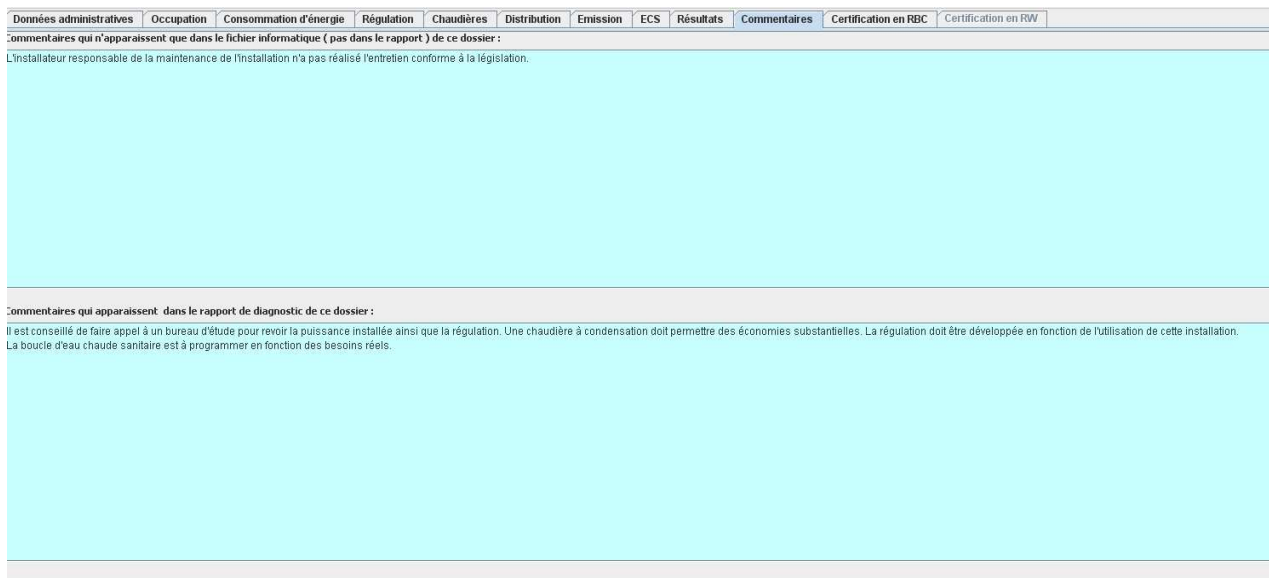 Données administratives Occupation Consommation d'énergie Régulation Chaudières Distribution Emission ECS Résultats Commentaires Certification en RBC Certification en RW
Commentaires qui n'apparaissent que dans le fichier informatique ( pas dans le rapport ) de ce dossier :
L'installateur responsable de la maintenance de l'installation n'a pas réalisé l'entretien conforme à la législation.
Commentaires qui apparaissent dans le rapport de diagnostic de ce dossier :
Il est conseillé de faire appel à un bureau d'étude pour revoir la puissance installée ainsi que la régulation. Une chaudière à condensation doit permettre des économies substantielles. La régulation doit être développée en fonction de l'utilisation de cette installation.
La boucle d'eau chaude sanitaire est à programmer en fonction des besoins réels.